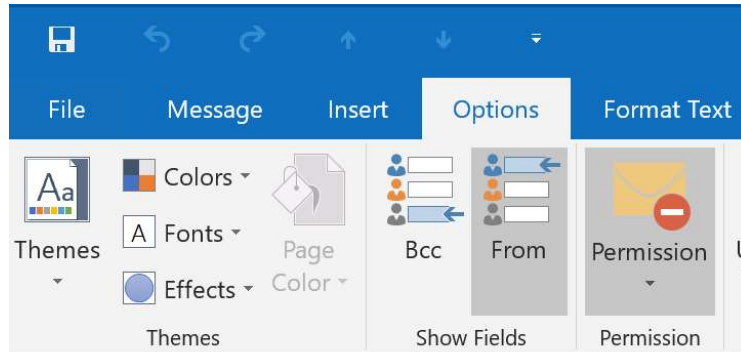 File Message Insert Options Format Text
Aa Colors
A Fonts
Themes Page Bcc From Permission
Effects Color
Themes Show Fields Permission